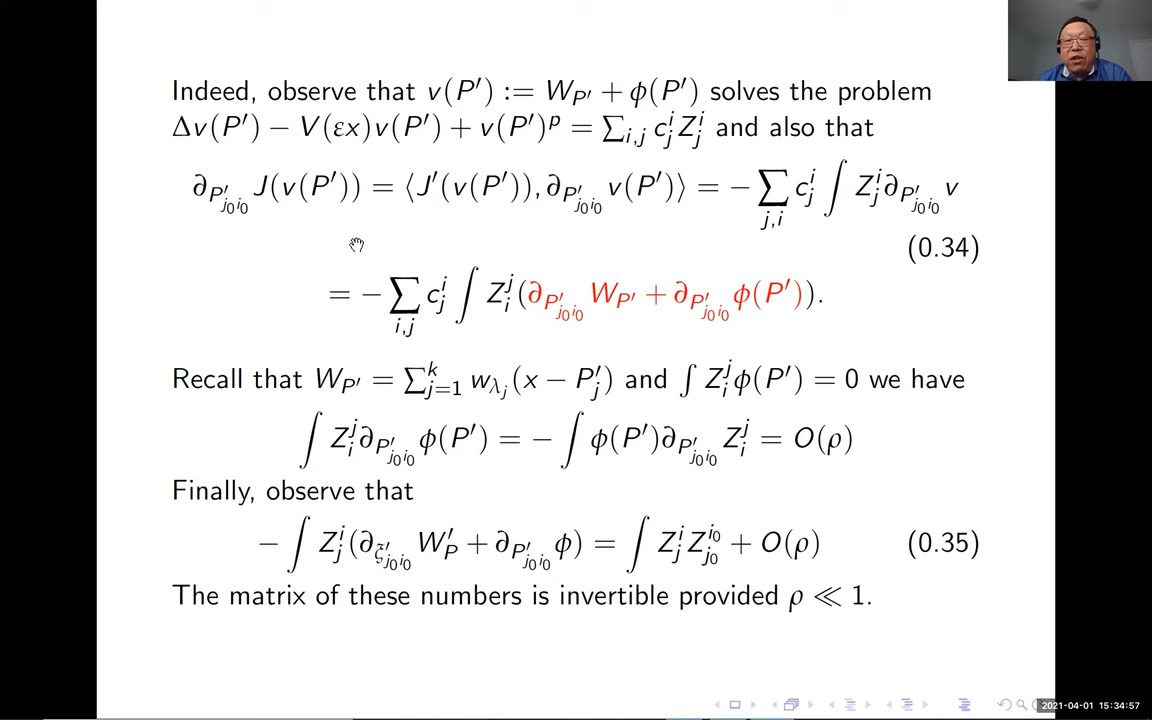 Indeed, observe that v(P′) := W_{P′} + ϕ(P′) solves the problem
Δv(P′) − V(εx)v(P′) + v(P′)^p = ∑_{i,j} c_j^i Z_j^i and also that
∂_{P′_{j_0 i_0}} J(v(P′)) = ⟨J′(v(P′)), ∂_{P′_{j_0 i_0}} v(P′)⟩ = − ∑_{j,i} c_j^i ∫ Z_j^i ∂_{P′_{j_0 i_0}} v
(0.34)
= − ∑_{i,j} c_j^i ∫ Z_i^j (∂_{P′_{j_0 i_0}} W_{P′} + ∂_{P′_{j_0 i_0}} ϕ(P′)).
Recall that W_{P′} = ∑_{j=1}^k w_{λ_j}(x − P′_j) and ∫ Z_i^j ϕ(P′) = 0 we have
∫ Z_i^j ∂_{P′_{j_0 i_0}} ϕ(P′) = − ∫ ϕ(P′) ∂_{P′_{j_0 i_0}} Z_i^j = O(ρ)
Finally, observe that
− ∫ Z_j^i (∂_{ξ′_{j_0 i_0}} W′_P + ∂_{P′_{j_0 i_0}} ϕ) = ∫ Z_j^i Z_{j_0}^{i_0} + O(ρ) (0.35)
The matrix of these numbers is invertible provided ρ ≪ 1.
2021-04-01 15:34:57